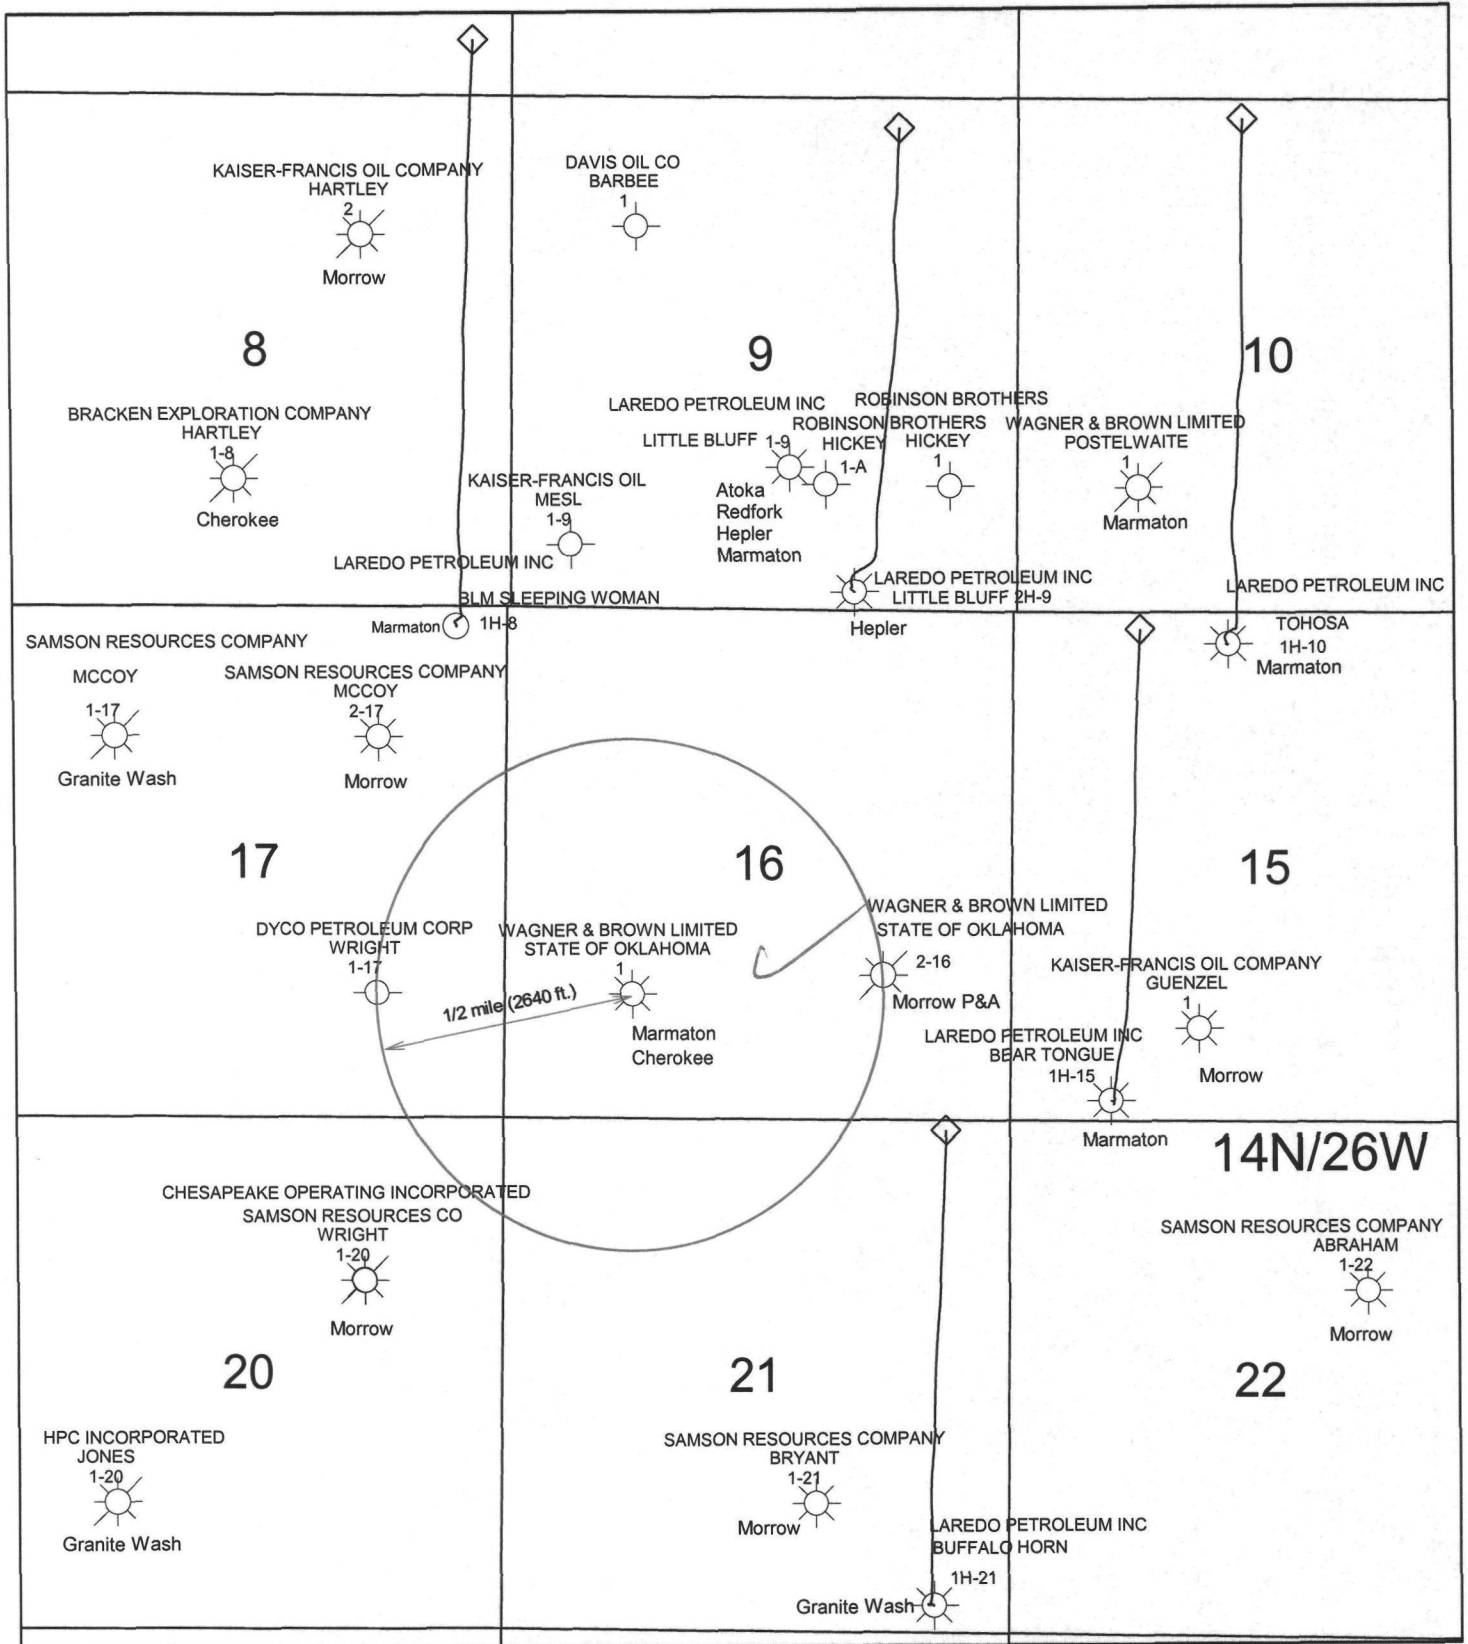 KAISER-FRANCIS OIL COMPANY
HARTLEY
2
Morrow
DAVIS OIL CO
BARBEE
1
8
9
10
BRACKEN EXPLORATION COMPANY
HARTLEY
1-8
Cherokee
LAREDO PETROLEUM INC
LITTLE BLUFF 1-9
Atoka
Redfork
Hepler
Marmaton
ROBINSON BROTHERS
HICKEY
1-A
ROBINSON BROTHERS
HICKEY
1
WAGNER & BROWN LIMITED
POSTELWAITE
1
Marmaton
KAISER-FRANCIS OIL
MESL
1-9
LAREDO PETROLEUM INC
BLM SLEEPING WOMAN
Marmaton 1H-8
LAREDO PETROLEUM INC
LITTLE BLUFF 2H-9
Hepler
LAREDO PETROLEUM INC
TOHOSA
1H-10
Marmaton
SAMSON RESOURCES COMPANY
MCCOY
1-17
Granite Wash
SAMSON RESOURCES COMPANY
MCCOY
2-17
Morrow
17
16
15
DYCO PETROLEUM CORP
WRIGHT
1-17
WAGNER & BROWN LIMITED
STATE OF OKLAHOMA
1
1/2 mile (2640 ft.)
Marmaton
Cherokee
WAGNER & BROWN LIMITED
STATE OF OKLAHOMA
2-16
Morrow P&A
KAISER-FRANCIS OIL COMPANY
GUENZEL
1
Morrow
LAREDO PETROLEUM INC
BEAR TONGUE
1H-15
Marmaton
14N/26W
CHESAPEAKE OPERATING INCORPORATED
SAMSON RESOURCES CO
WRIGHT
1-20
Morrow
SAMSON RESOURCES COMPANY
ABRAHAM
1-22
Morrow
20
21
22
HPC INCORPORATED
JONES
1-20
Granite Wash
SAMSON RESOURCES COMPANY
BRYANT
1-21
Morrow
LAREDO PETROLEUM INC
BUFFALO HORN
1H-21
Granite Wash